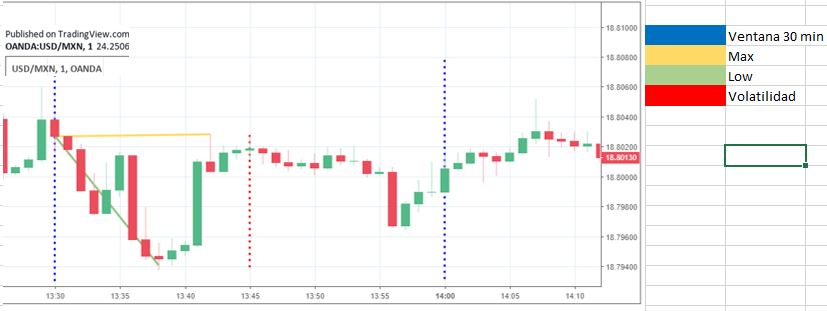 Published on TradingView.com
OANDA:USD/MXN, 1 24.2506
USD/MXN, 1, OANDA
18.81000
18.80800
18.80600
18.80400
18.80200
18.80130
18.80000
18.79800
18.79600
18.79400
13:30 13:35 13:40 13:45 13:50 13:55 14:00 14:05 14:10
Ventana 30 min
Max
Low
Volatilidad